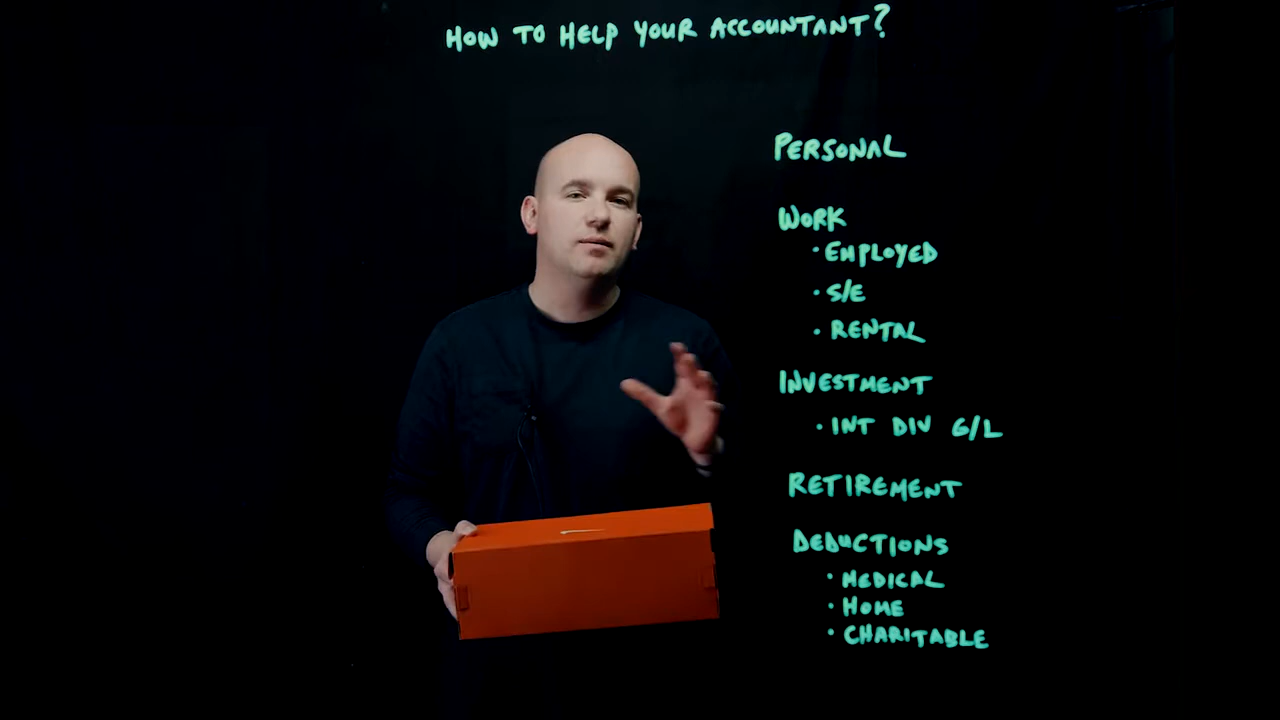 HOW TO HELP YOUR ACCOUNTANT?
PERSONAL
WORK
• EMPLOYED
• S/E
• RENTAL
INVESTMENT
• INT DIV G/L
RETIREMENT
DEDUCTIONS
• MEDICAL
• HOME
• CHARITABLE